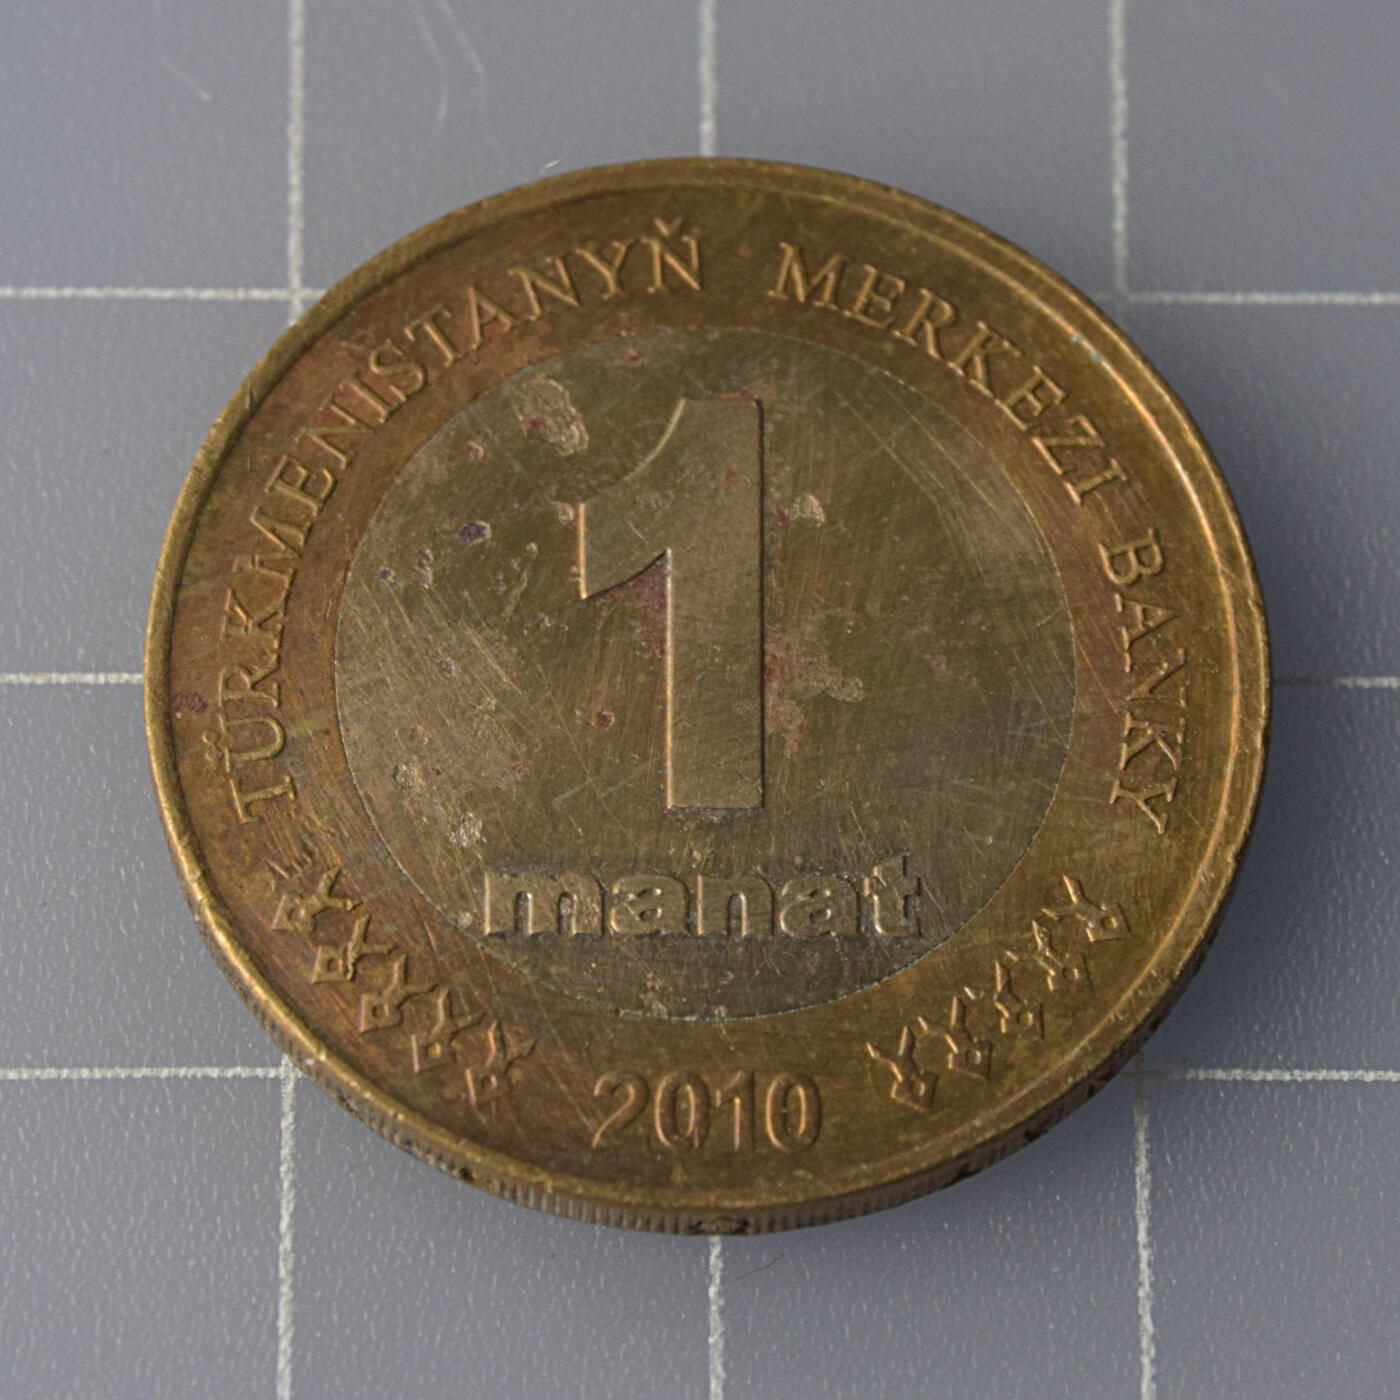 TÜRKMENISTANYŇ MERKEZI BANKY
1
manat
2010